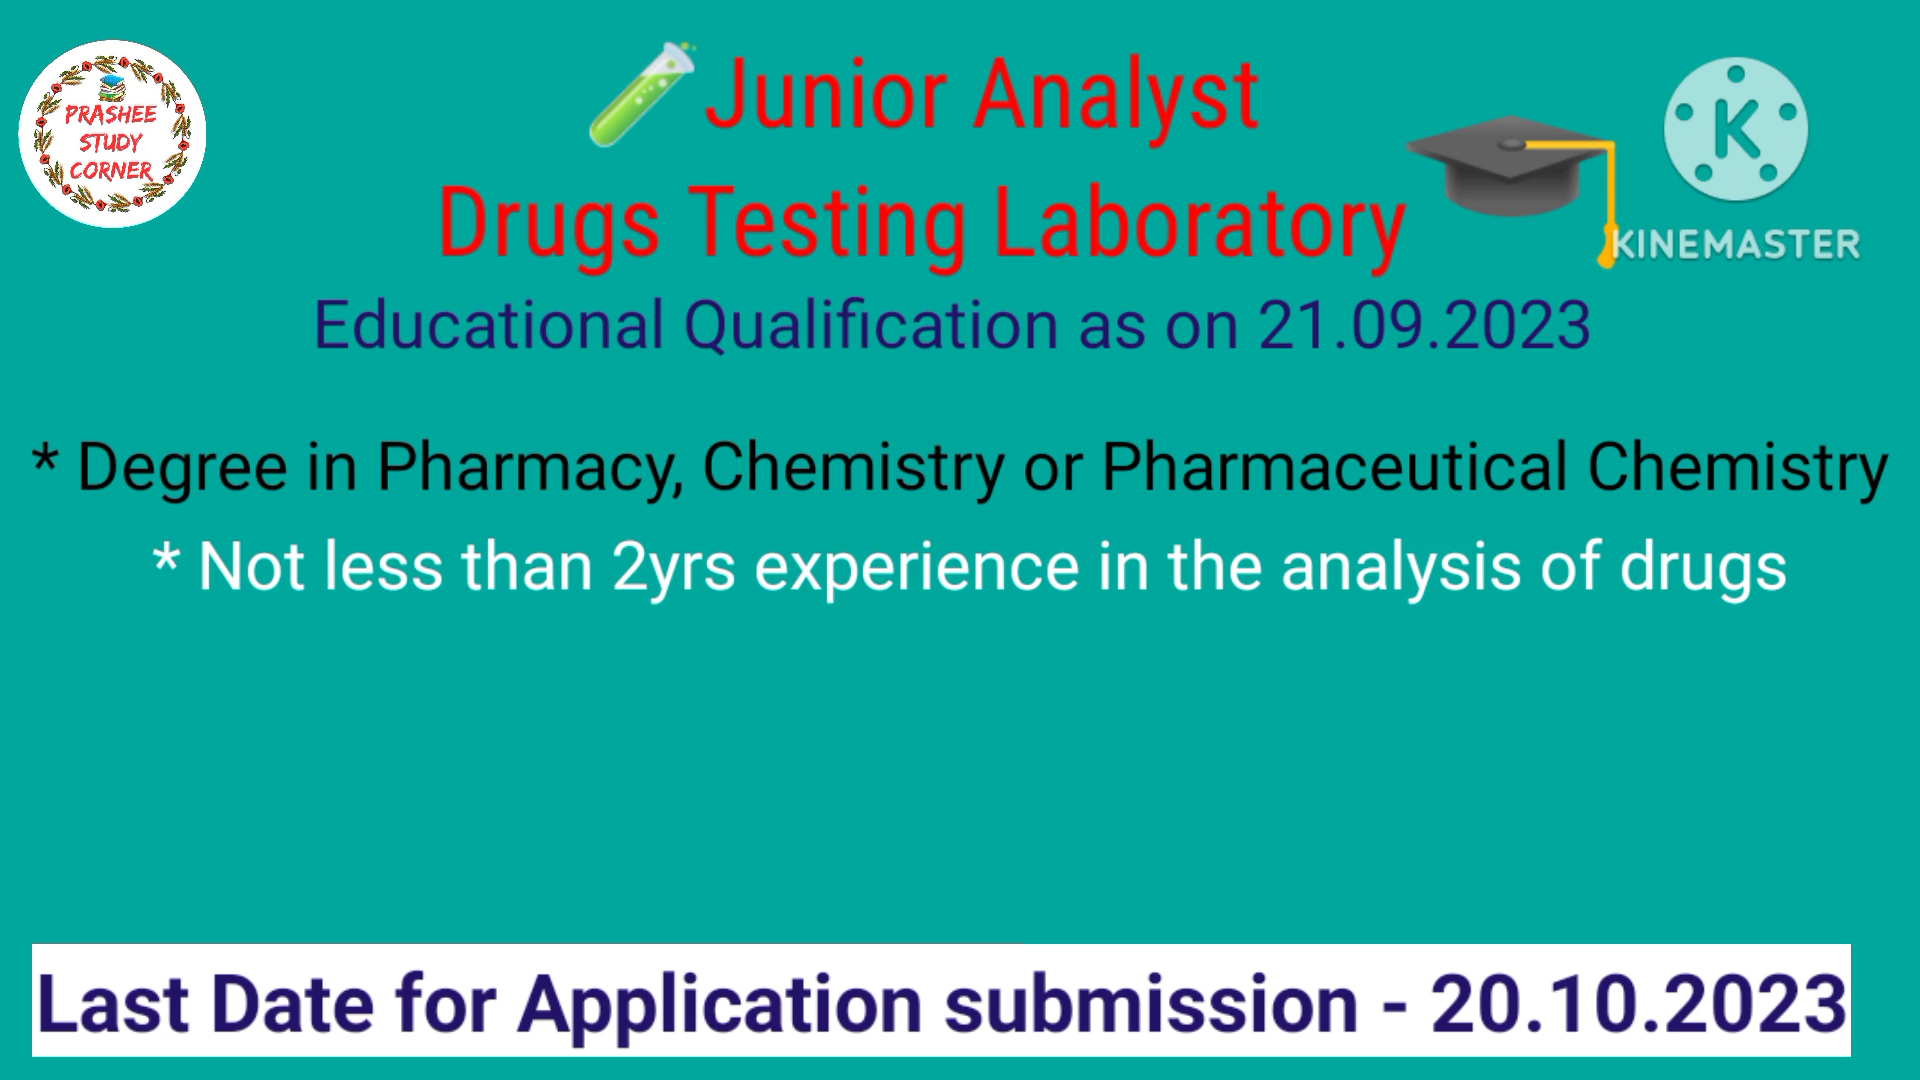 PRASHEE
STUDY
CORNER
Junior Analyst
Drugs Testing Laboratory
K
KINEMASTER
Educational Qualification as on 21.09.2023
* Degree in Pharmacy, Chemistry or Pharmaceutical Chemistry
* Not less than 2yrs experience in the analysis of drugs
Last Date for Application submission - 20.10.2023